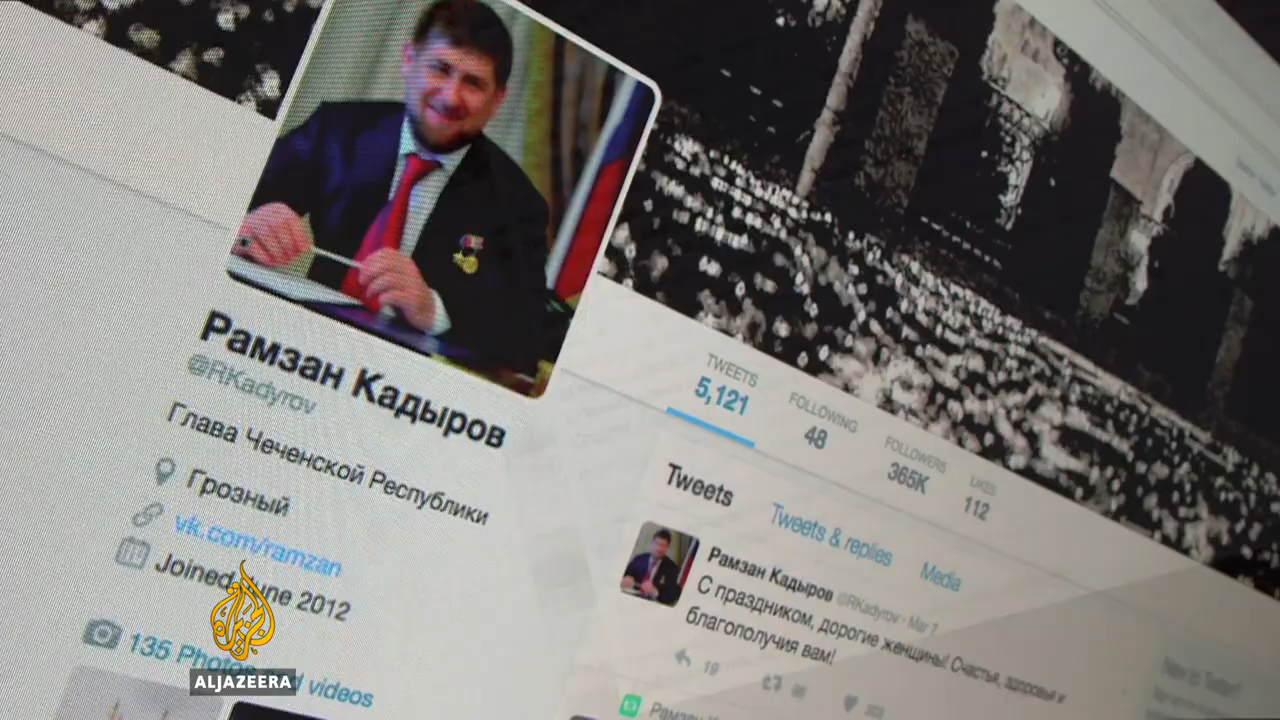 Рамзан Кадыров
@RKadyrov
Глава Чеченской Республики
Грозный
vk.com/ramzan
Joined June 2012
135 Photos and videos
TWEETS
5,121
FOLLOWING
48
FOLLOWERS
365K
LIKES
112
Tweets
Tweets & replies
Media
Рамзан Кадыров @RKadyrov · Mar 7
С праздником, дорогие женщины! Счастья, здоровья и
благополучия вам!
19
ALJAZEERA